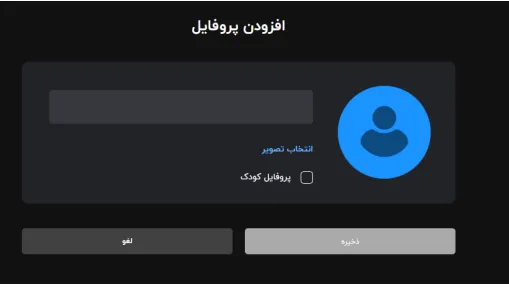 افزودن پروفایل
انتخاب تصویر
پروفایل کودک
ذخیره
لغو